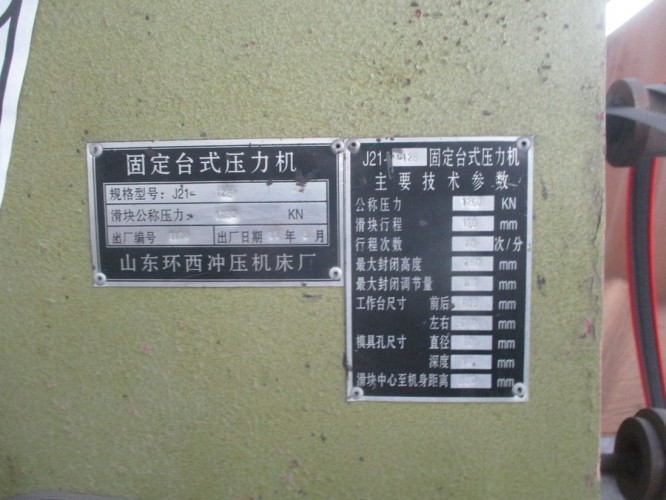 固定台式压力机
规格型号：J21-
滑块公称压力： KN
出厂编号 出厂日期 年 月
山东环西冲压机床厂
J21- 固定台式压力机
主要技术参数
公称压力 1250 KN
滑块行程 mm
行程次数 次/分
最大封闭高度 mm
最大封闭调节量 mm
工作台尺寸 前后 mm
左右 mm
模具孔尺寸 直径 mm
深度 mm
滑块中心至机身距离 mm